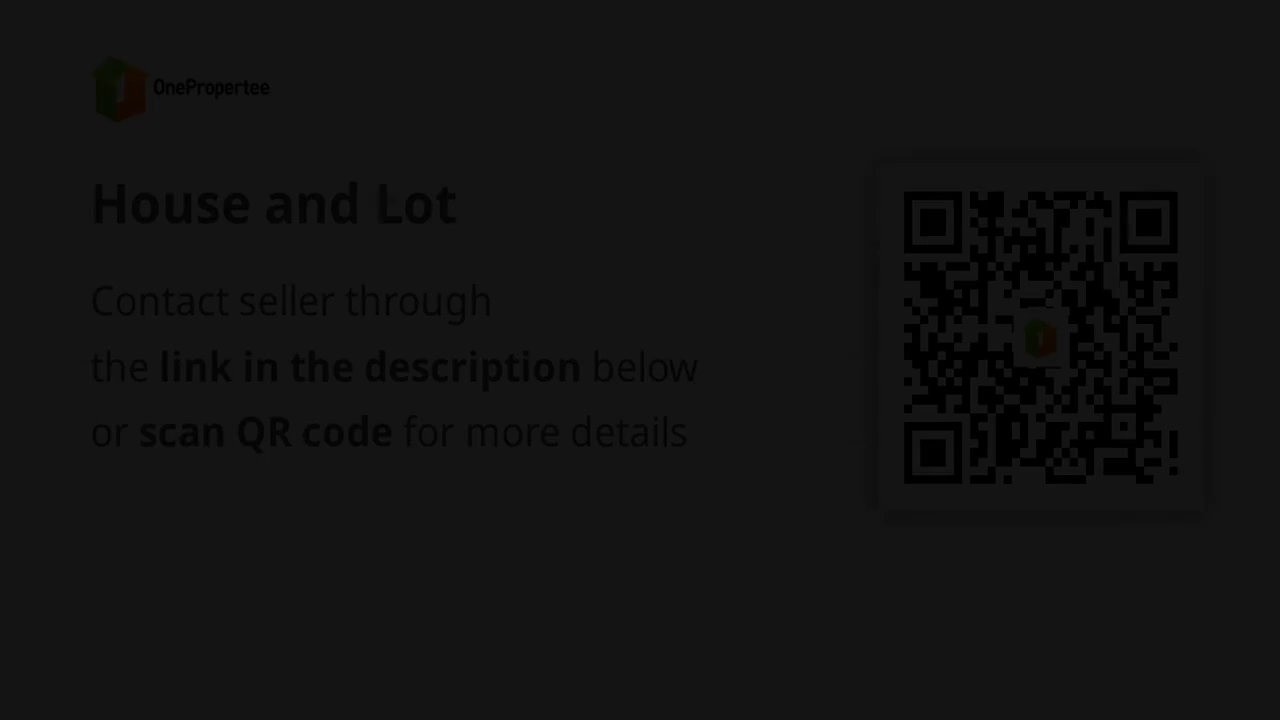 OnePropertee
House and Lot
Contact seller through
the link in the description below
or scan QR code for more details